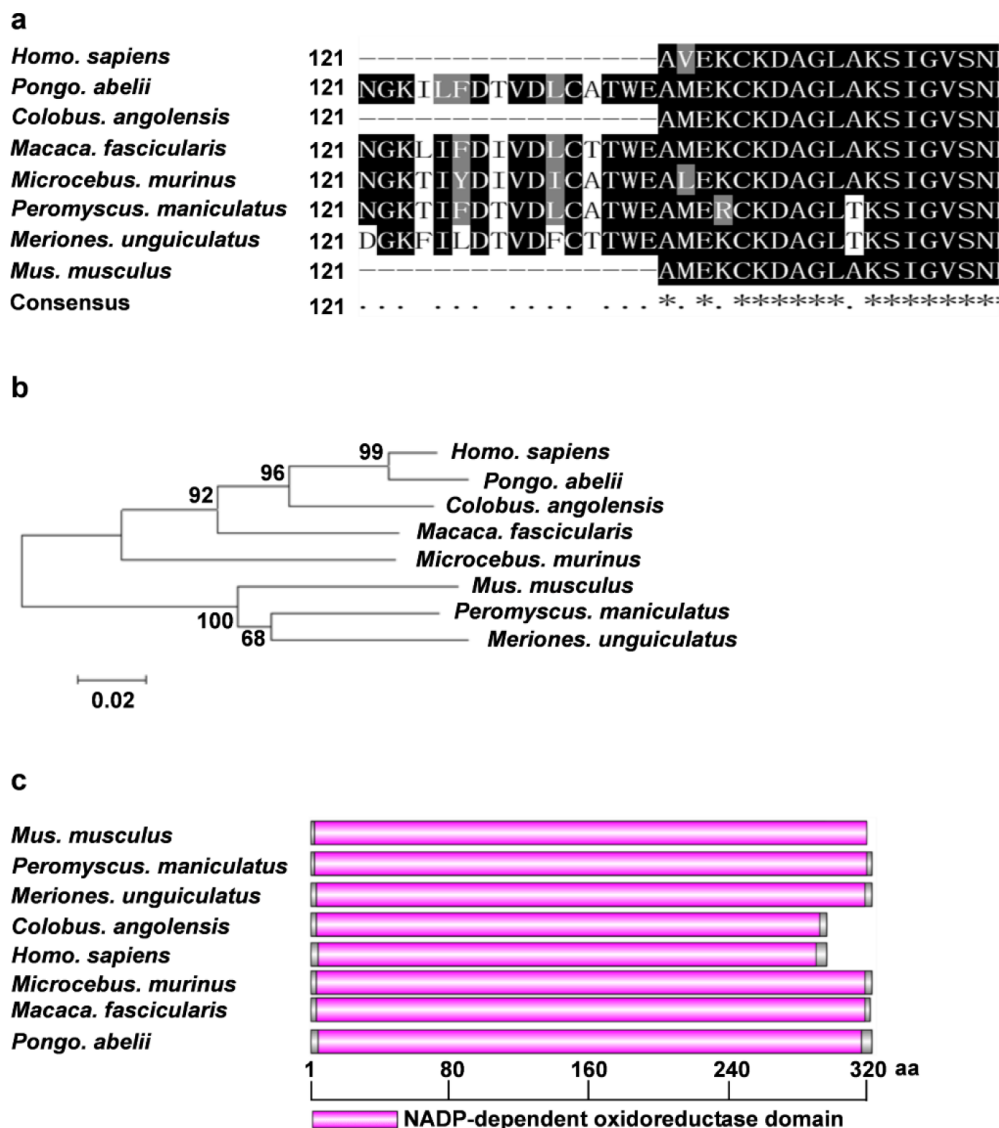 a
Homo. sapiens 121 ----------------AVEKCKDAGLAKSIGVSN
Pongo. abelii 121 NGKILFDTVDLCATWEAMEKCKDAGLAKSIGVSN
Colobus. angolensis 121 ----------------AMEKCKDAGLAKSIGVSN
Macaca. fascicularis 121 NGKLIFDIVDLCTTWEAMEKCKDAGLAKSIGVSN
Microcebus. murinus 121 NGKTIYDIVDICATWEALEKCKDAGLAKSIGVSN
Peromyscus. maniculatus 121 NGKTIFDTVDLCATWEAMERCKDAGLTKSIGVSN
Meriones. unguiculatus 121 DGKFILDTVDFCTTWEAMEKCKDAGLTKSIGVSN
Mus. musculus 121 ----------------AMEKCKDAGLAKSIGVSN
Consensus 121 ... ... .... ...*.*.******.********
b
99 Homo. sapiens
96 Pongo. abelii
92 Colobus. angolensis
Macaca. fascicularis
Microcebus. murinus
Mus. musculus
100 Peromyscus. maniculatus
68 Meriones. unguiculatus
0.02
c
Mus. musculus
Peromyscus. maniculatus
Meriones. unguiculatus
Colobus. angolensis
Homo. sapiens
Microcebus. murinus
Macaca. fascicularis
Pongo. abelii
1 80 160 240 320 aa
NADP-dependent oxidoreductase domain